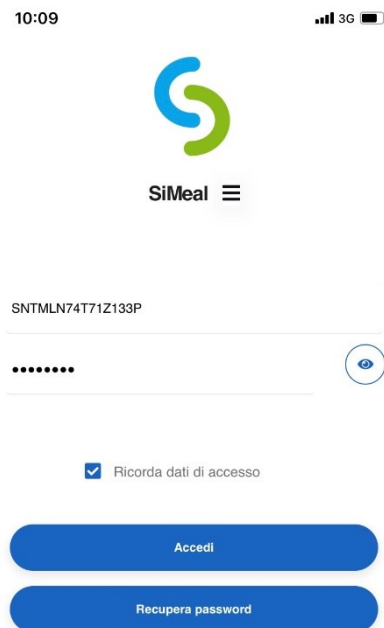 10:09
3G
SiMeal
SNTMLN74T71Z133P
••••••••
Ricorda dati di accesso
Accedi
Recupera password